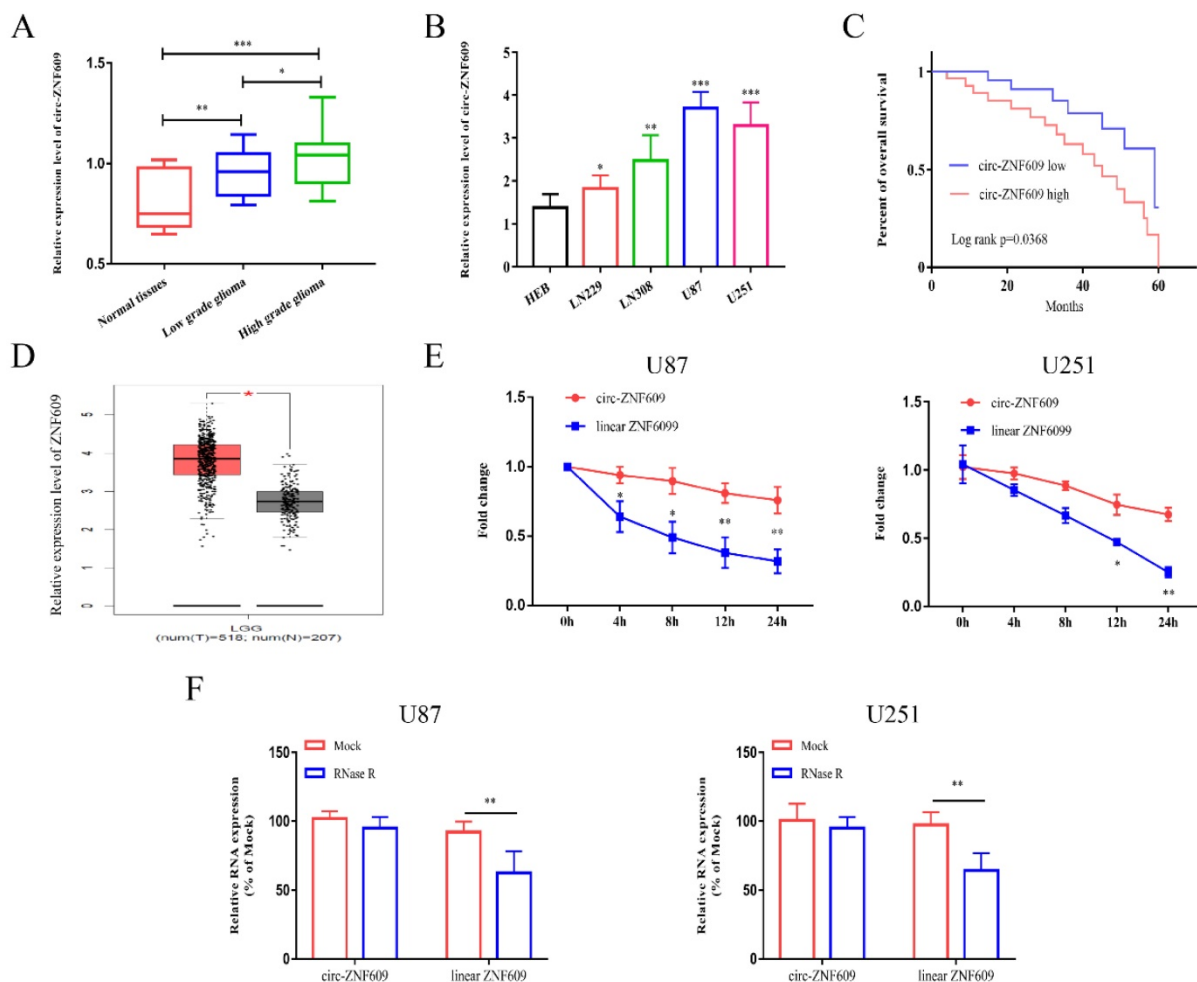 A
Relative expression level of circ-ZNF609
1.5
1.0
0.5
***
*
**
Normal tissues
Low grade glioma
High grade glioma
B
Relative expression level of circ-ZNF609
5
4
3
2
1
0
*
**
***
***
HEB
LN229
LN308
U87
U251
C
Percent of overall survival
1
0.5
0
20
40
60
Months
circ-ZNF609 low
circ-ZNF609 high
Log rank p=0.0368
D
Relative expression level of ZNF609
5
4
3
2
1
0
*
LGG
(num(T)=518; num(N)=207)
E
U87
Fold change
1.5
1.0
0.5
0.0
circ-ZNF609
linear ZNF6099
*
*
**
**
0h
4h
8h
12h
24h
U251
Fold change
1.5
1.0
0.5
0.0
circ-ZNF609
linear ZNF6099
*
**
0h
4h
8h
12h
24h
F
U87
Relative RNA expression
(% of Mock)
150
100
50
0
Mock
RNase R
**
circ-ZNF609
linear ZNF609
U251
Relative RNA expression
(% of Mock)
150
100
50
0
Mock
RNase R
**
circ-ZNF609
linear ZNF609